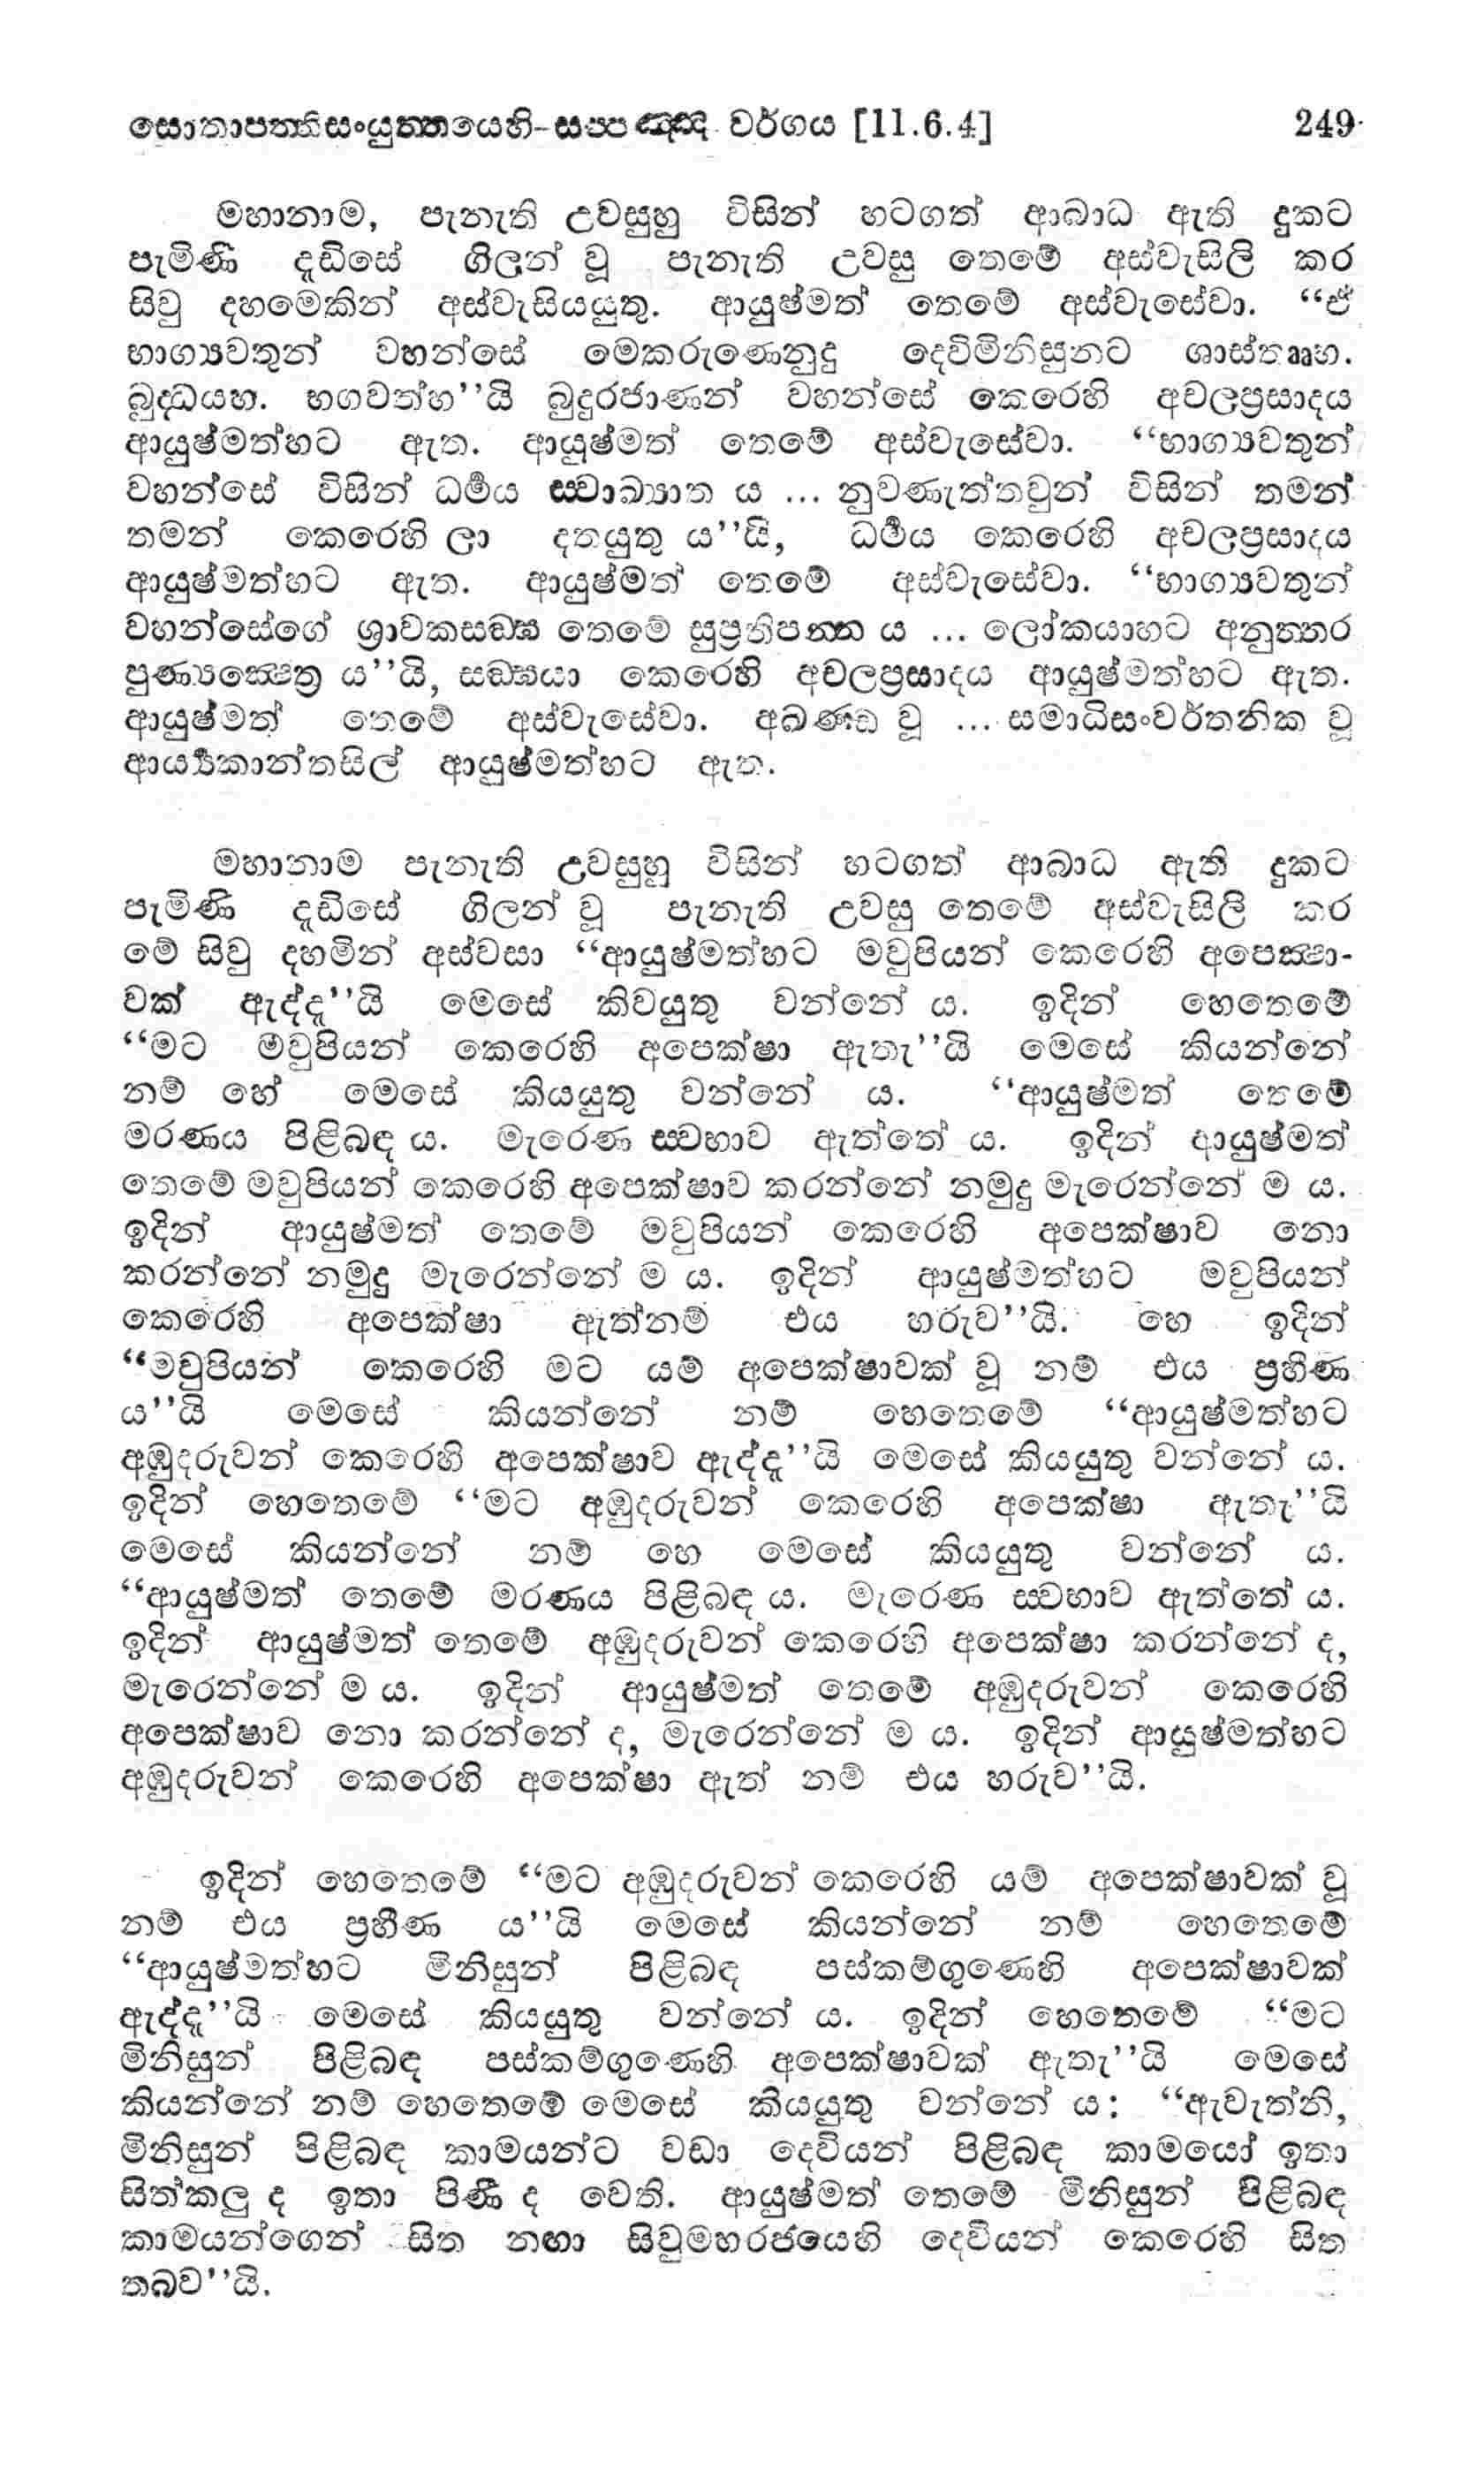 සොතාපත්තිසංයුත්තයෙහි-සප්පඤ්ඤ වර්ගය [11.6.4] 249
මහානාම, පැනැති උවසුහු විසින් හටගත් ආබාධ ඇති දුකට
පැමිණි දැඩිසේ ගිලන් වූ පැනැති උවසු තෙමේ අස්වැසිලි කර
සිවු දහමෙකින් අස්වැසියයුතු. ආයුෂ්මත් තෙමේ අස්වැසේවා. “ඒ
භාග්‍යවතුන් වහන්සේ මෙකරුණෙනුදු දෙවිමිනිසුනට ශාස්තෲහ.
බුද්ධයහ. භගවත්හ’’යි බුදුරජාණන් වහන්සේ කෙරෙහි අචලප්‍රසාදය
ආයුෂ්මත්හට ඇත. ආයුෂ්මත් තෙමේ අස්වැසේවා. “භාග්‍යවතුන්
වහන්සේ විසින් ධර්‍මය ස්වාඛ්‍යාත ය ... නුවණැත්තවුන් විසින් තමන්
තමන් කෙරෙහි ලා දතයුතු ය’’යි, ධර්‍මය කෙරෙහි අචලප්‍රසාදය
ආයුෂ්මත්හට ඇත. ආයුෂ්මත් තෙමේ අස්වැසේවා. “භාග්‍යවතුන්
වහන්සේගේ ශ්‍රාවකසඞ්ඝ තෙමේ සුප්‍රතිපන්න ය ... ලෝකයාහට අනුත්තර
පුණ්‍යක්‍ෂෙත්‍ර ය’’යි, සඞ්ඝයා කෙරෙහි අචලප්‍රසාදය ආයුෂ්මත්හට ඇත.
ආයුෂ්මත් තෙමේ අස්වැසේවා. අඛණ්ඩ වූ ... සමාධිසංවර්තනික වූ
ආර්‍ය්‍යකාන්තසිල් ආයුෂ්මත්හට ඇත.
මහානාම පැනැති උවසුහු විසින් හටගත් ආබාධ ඇති දුකට
පැමිණි දැඩිසේ ගිලන් වූ පැනැති උවසු තෙමේ අස්වැසිලි කර
මේ සිවු දහමින් අස්වසා “ආයුෂ්මත්හට මවුපියන් කෙරෙහි අපෙක්‍ෂා-
වක් ඇද්දැ’’යි මෙසේ කිවයුතු වන්නේ ය. ඉදින් හෙතෙමේ
“මට මවුපියන් කෙරෙහි අපෙක්ෂා ඇතැ’’යි මෙසේ කියන්නේ
නම් හේ මෙසේ කියයුතු වන්නේ ය. “ආයුෂ්මත් තෙමේ
මරණය පිළිබඳ ය. මැරෙණ ස්වභාව ඇත්තේ ය. ඉදින් ආයුෂ්මත්
තෙමේ මවුපියන් කෙරෙහි අපෙක්ෂාව කරන්නේ නමුදු මැරෙන්නේ ම ය.
ඉදින් ආයුෂ්මත් තෙමේ මවුපියන් කෙරෙහි අපෙක්ෂාව නො
කරන්නේ නමුදු මැරෙන්නේ ම ය. ඉදින් ආයුෂ්මත්හට මවුපියන්
කෙරෙහි අපෙක්ෂා ඇත්නම් එය හරුව’’යි. හෙ ඉදින්
“මවුපියන් කෙරෙහි මට යම් අපෙක්ෂාවක් වූ නම් එය ප්‍රහිණ
ය’’යි මෙසේ කියන්නේ නම් හෙතෙමේ “ආයුෂ්මත්හට
අඹුදරුවන් කෙරෙහි අපෙක්ෂාව ඇද්දැ’’යි මෙසේ කියයුතු වන්නේ ය.
ඉදින් හෙතෙමේ “මට අඹුදරුවන් කෙරෙහි අපෙක්ෂා ඇතැ’’යි
මෙසේ කියන්නේ නම් හෙ මෙසේ කියයුතු වන්නේ ය.
“ආයුෂ්මත් තෙමේ මරණය පිළිබඳ ය. මැරෙණ ස්වභාව ඇත්තේ ය.
ඉදින් ආයුෂ්මත් තෙමේ අඹුදරුවන් කෙරෙහි අපෙක්ෂා කරන්නේ ද,
මැරෙන්නේ ම ය. ඉදින් ආයුෂ්මත් තෙමේ අඹුදරුවන් කෙරෙහි
අපෙක්ෂාව නො කරන්නේ ද, මැරෙන්නේ ම ය. ඉදින් ආයුෂ්මත්හට
අඹුදරුවන් කෙරෙහි අපෙක්ෂා ඇත් නම් එය හරුව’’යි.
ඉදින් හෙතෙමේ “මට අඹුදරුවන් කෙරෙහි යම් අපෙක්ෂාවක් වූ
නම් එය ප්‍රහීණ ය’’යි මෙසේ කියන්නේ නම් හෙතෙමේ
“ආයුෂ්මත්හට මිනිසුන් පිළිබඳ පස්කම්ගුණෙහි අපෙක්ෂාවක්
ඇද්දැ’’යි මෙසේ කියයුතු වන්නේ ය. ඉදින් හෙතෙමේ “මට
මිනිසුන් පිළිබඳ පස්කම්ගුණෙහි අපෙක්ෂාවක් ඇතැ’’යි මෙසේ
කියන්නේ නම් හෙතෙමේ මෙසේ කියයුතු වන්නේ ය: “ඇවැත්නි,
මිනිසුන් පිළිබඳ කාමයන්ට වඩා දෙවියන් පිළිබඳ කාමයෝ ඉතා
සිත්කලු ද ඉතා පිණී ද වෙති. ආයුෂ්මත් තෙමේ මිනිසුන් පිළිබඳ
කාමයන්ගෙන් සිත නඟා සිවුමහරජයෙහි දෙවියන් කෙරෙහි සිත
තබව’’යි.